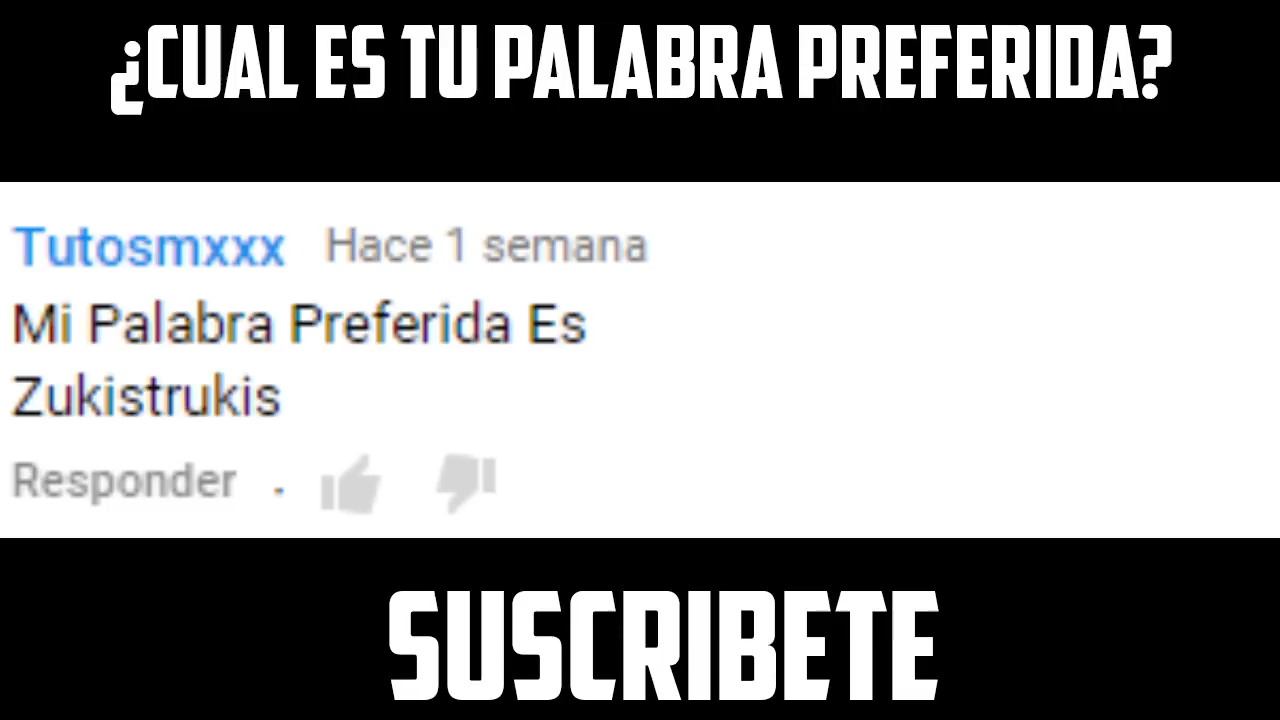 ¿CUAL ES TU PALABRA PREFERIDA?
Tutosmxxx Hace 1 semana
Mi Palabra Preferida Es
Zukistrukis
Responder .
SUSCRIBETE